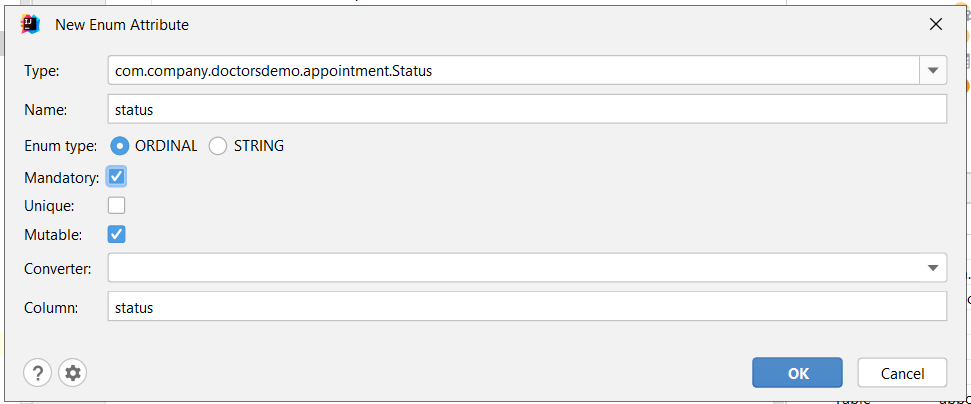 New Enum Attribute
Type: com.company.doctorsdemo.appointment.Status
Name: status
Enum type: ORDINAL STRING
Mandatory:
Unique:
Mutable:
Converter:
Column: status
? OK Cancel